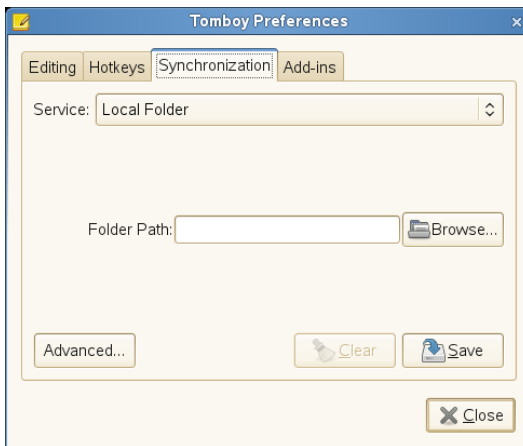 Tomboy Preferences
Editing Hotkeys Synchronization Add-ins
Service: Local Folder
Folder Path: Browse...
Advanced... Clear Save
Close